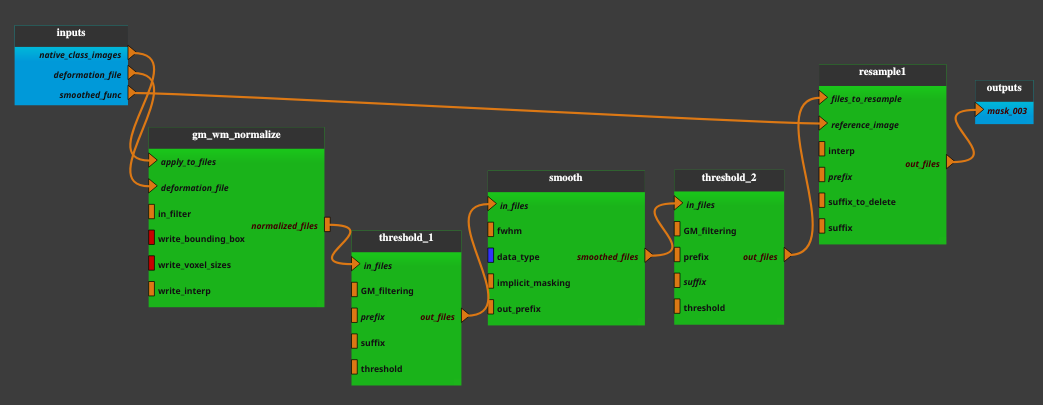 inputs
native_class_images
deformation_file
smoothed_func
gm_wm_normalize
apply_to_files
deformation_file
in_filter
normalized_files
write_bounding_box
write_voxel_sizes
write_interp
threshold_1
in_files
GM_filtering
prefix out_files
suffix
threshold
smooth
in_files
fwhm
data_type smoothed_files
implicit_masking
out_prefix
threshold_2
in_files
GM_filtering
prefix out_files
suffix
threshold
resample1
files_to_resample
reference_image
interp
out_files
prefix
suffix_to_delete
suffix
outputs
mask_003